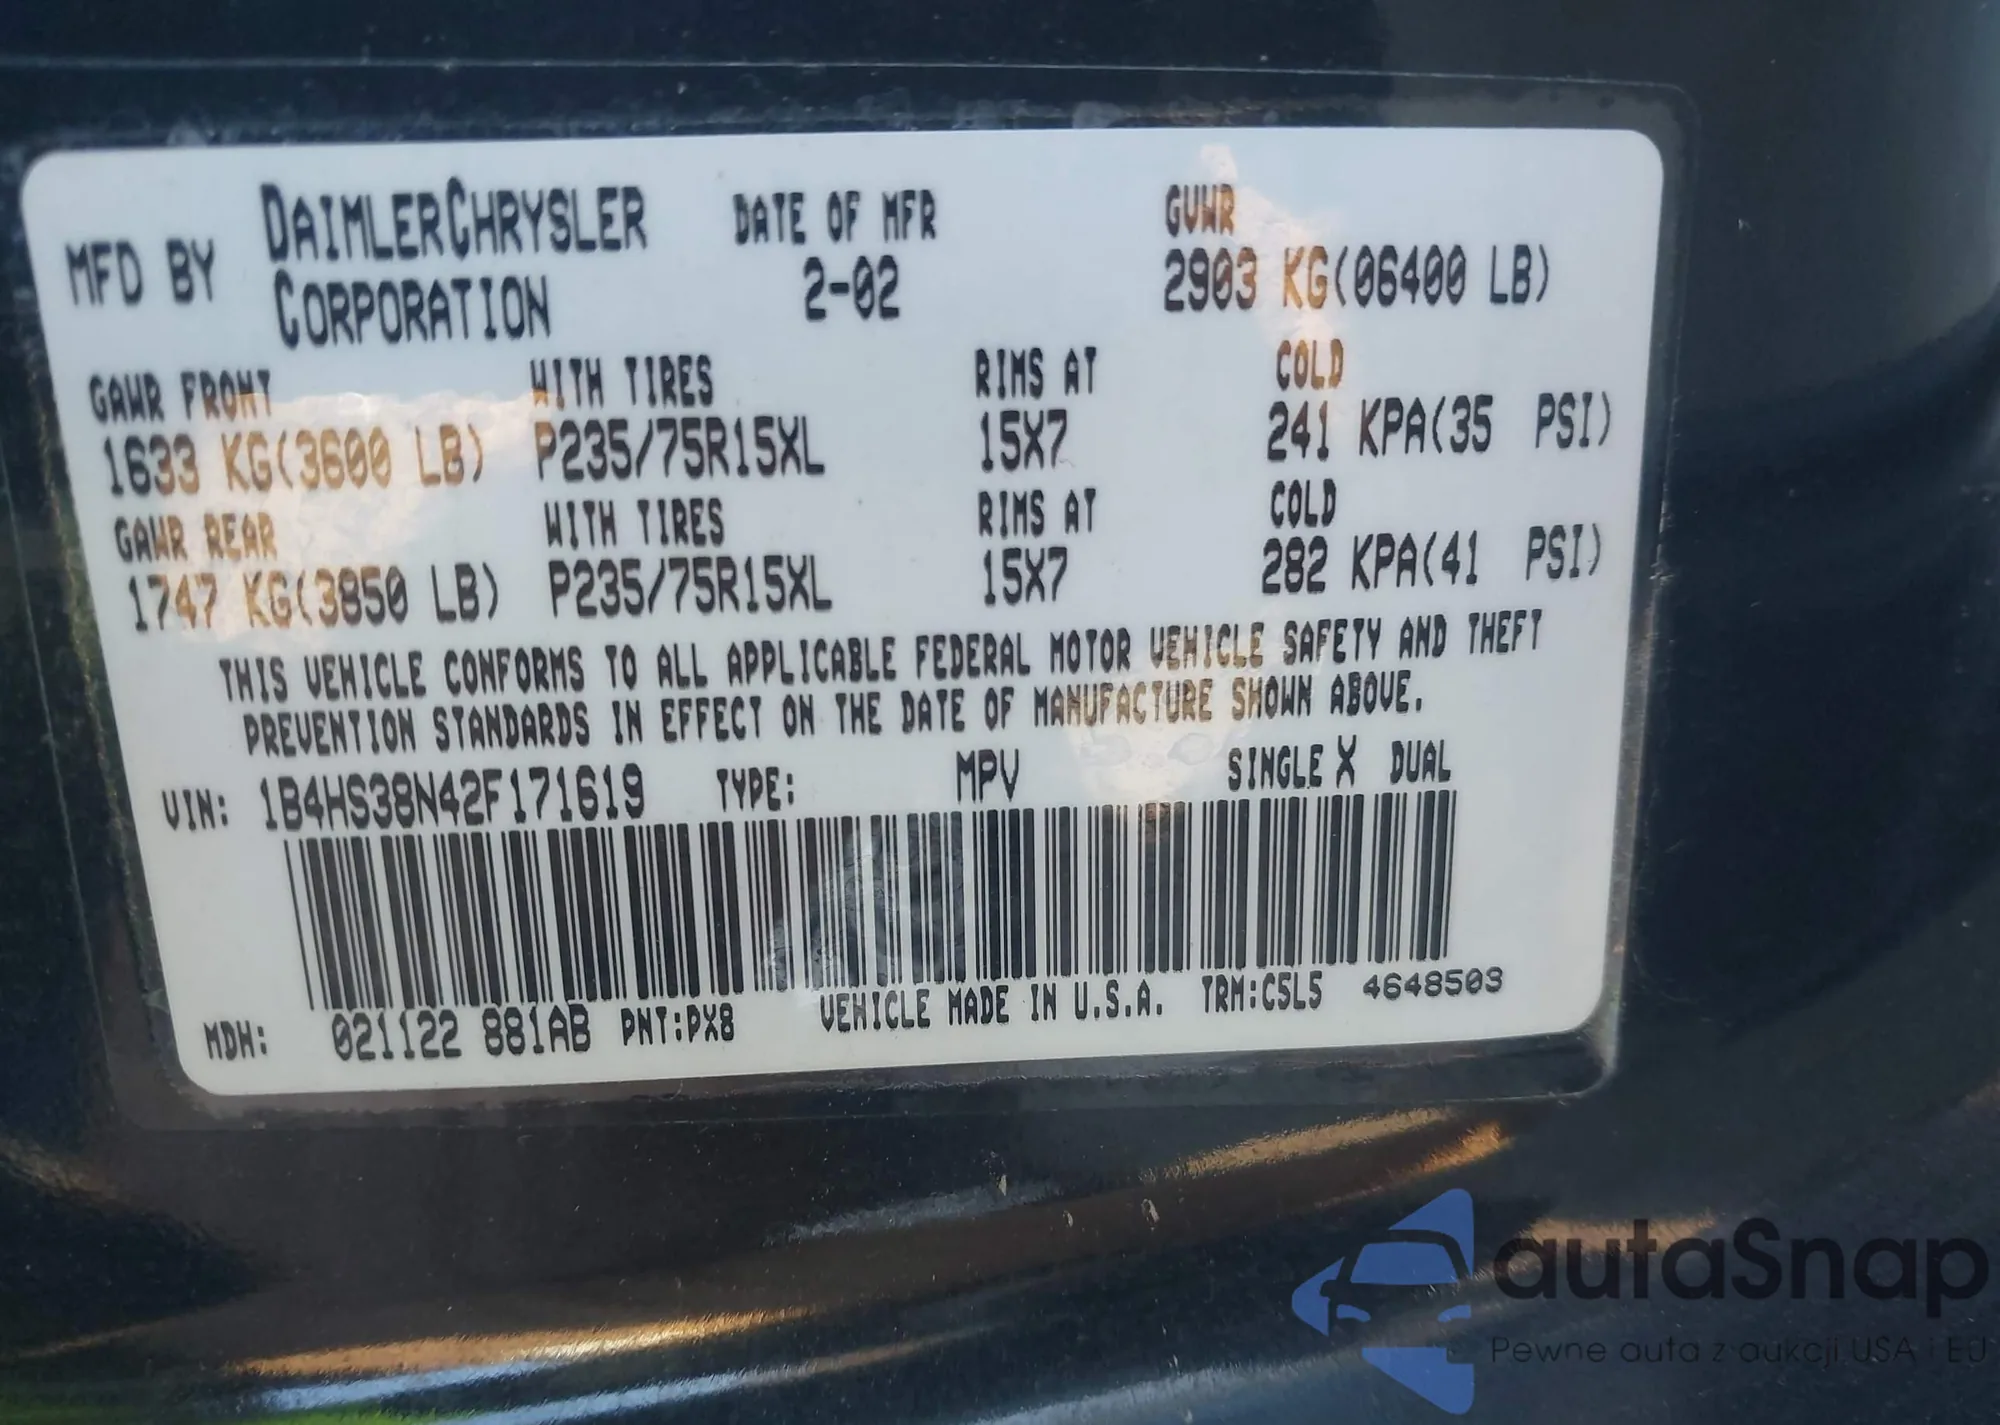 MFD BY DAIMLERCHRYSLER CORPORATION
DATE OF MFR
2-02
GVWR
2903 KG(06400 LB)
GAWR FRONT WITH TIRES RIMS AT COLD
1633 KG(3600 LB) P235/75R15XL 15X7 241 KPA(35 PSI)
GAWR REAR WITH TIRES RIMS AT COLD
1747 KG(3850 LB) P235/75R15XL 15X7 282 KPA(41 PSI)
THIS VEHICLE CONFORMS TO ALL APPLICABLE FEDERAL MOTOR VEHICLE SAFETY AND THEFT
PREVENTION STANDARDS IN EFFECT ON THE DATE OF MANUFACTURE SHOWN ABOVE.
VIN: 1B4HS38N42F171619 TYPE: MPV SINGLE X DUAL
MDH: 021122 881AB PNT:PX8 VEHICLE MADE IN U.S.A. TRM:C5L5 4648503
autaSnap
Pewne auta z aukcji USA i EU